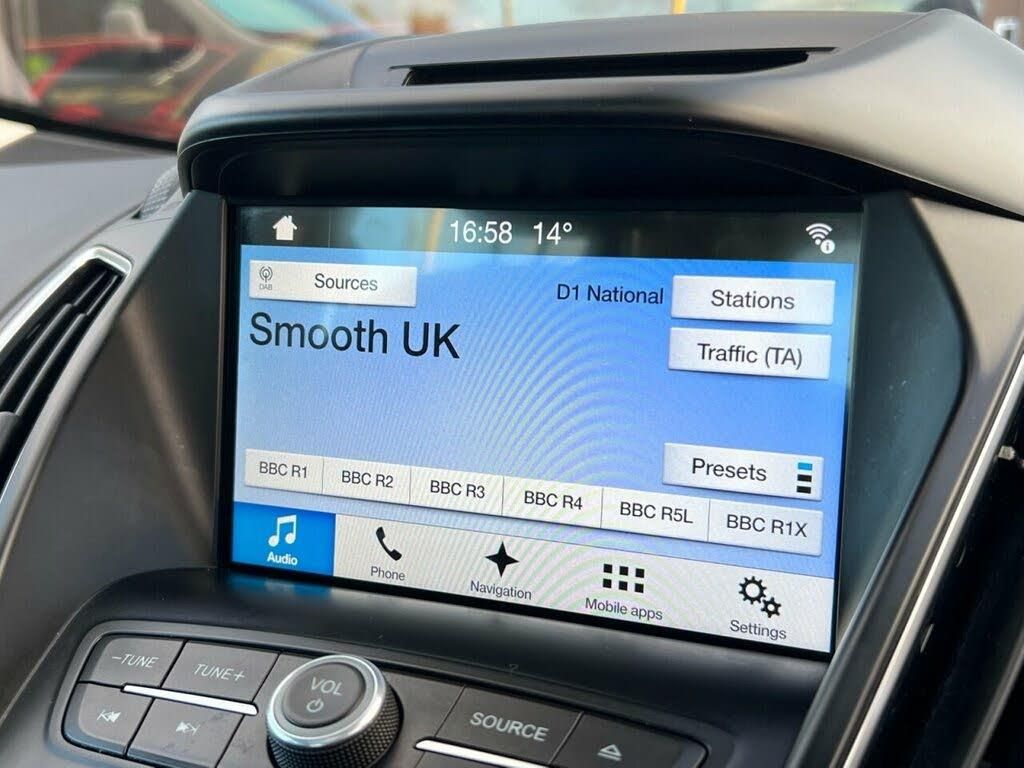 16:58 14°
DAB Sources
D1 National Stations
Smooth UK
Traffic (TA)
Presets
BBC R1 BBC R2 BBC R3 BBC R4 BBC R5L BBC R1X
Audio Phone Navigation Mobile apps Settings
−TUNE TUNE+
VOL
SOURCE